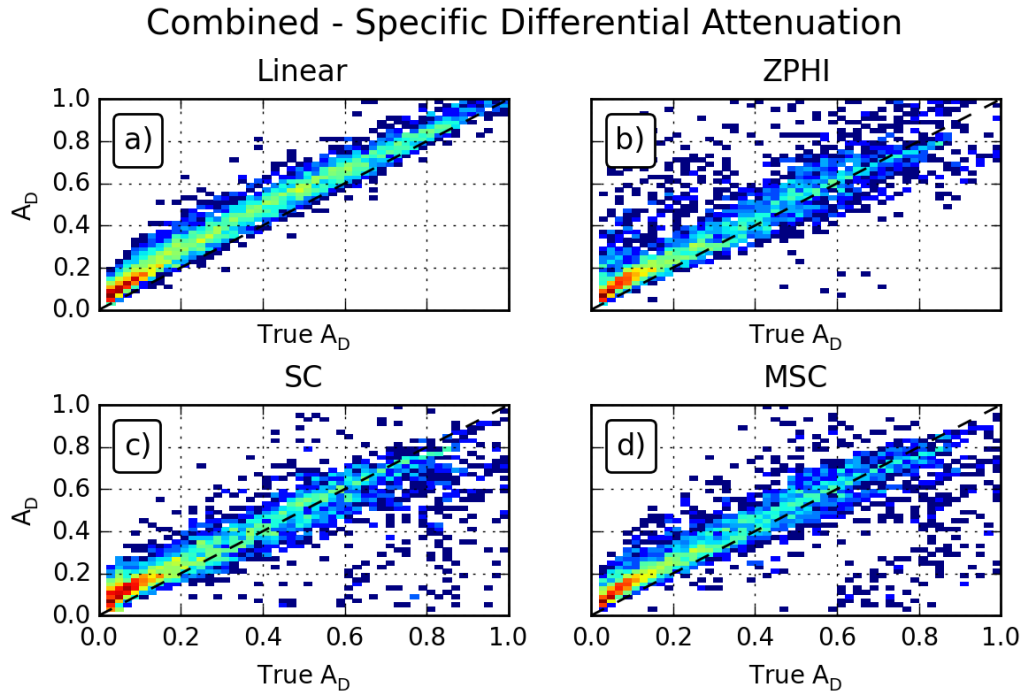 Combined - Specific Differential Attenuation
Linear
ZPHI
a)
b)
1.0
0.8
0.6
0.4
0.2
0.0
A_D
True A_D
True A_D
SC
MSC
c)
d)
1.0
0.8
0.6
0.4
0.2
0.0
A_D
0.0 0.2 0.4 0.6 0.8 1.0
0.0 0.2 0.4 0.6 0.8 1.0
True A_D
True A_D